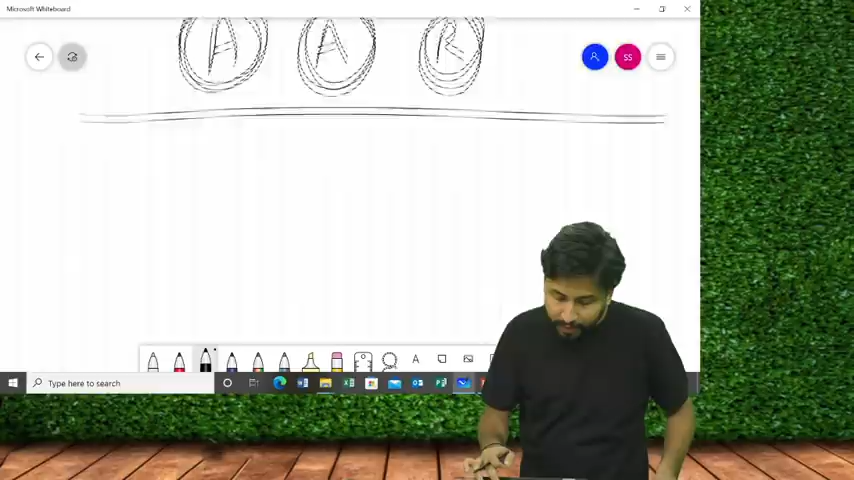 Microsoft Whiteboard
A A R
SS
A
Type here to search